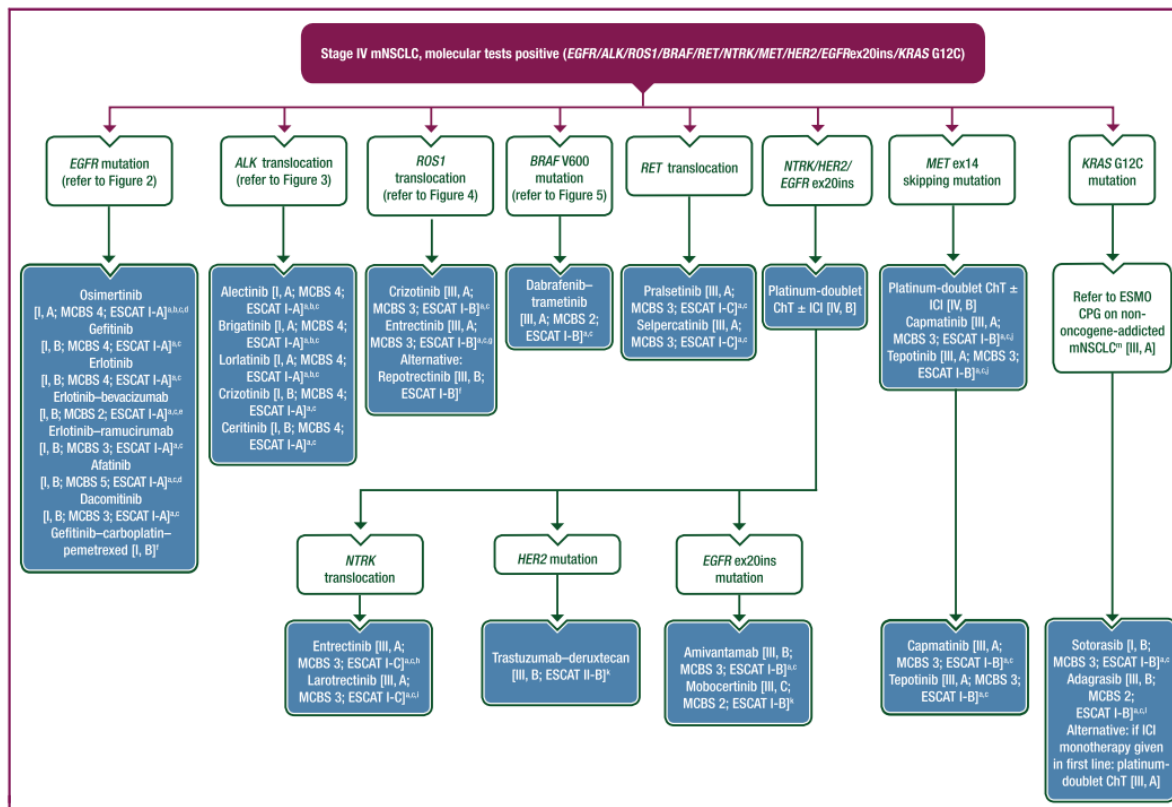 Stage IV mNSCLC, molecular tests positive (EGFR/ALK/ROS1/BRAF/RET/NTRK/MET/HER2/EGFRex20ins/KRAS G12C)
EGFR mutation
(refer to Figure 2)
ALK translocation
(refer to Figure 3)
ROS1
translocation
(refer to Figure 4)
BRAF V600
mutation
(refer to Figure 5)
RET translocation
NTRK/HER2/
EGFR ex20ins
MET ex14
skipping mutation
KRAS G12C
mutation
Osimertinib
[I, A; MCBS 4; ESCAT I-A]a,b,c,d
Gefitinib
[I, B; MCBS 4; ESCAT I-A]a,c
Erlotinib
[I, B; MCBS 4; ESCAT I-A]a,c
Erlotinib–bevacizumab
[I, B; MCBS 2; ESCAT I-A]a,c,e
Erlotinib–ramucirumab
[I, B; MCBS 3; ESCAT I-A]a,c
Afatinib
[I, B; MCBS 5; ESCAT I-A]a,c,d
Dacomitinib
[I, B; MCBS 3; ESCAT I-A]a,c
Gefitinib–carboplatin–
pemetrexed [I, B]f
Alectinib [I, A; MCBS 4;
ESCAT I-A]a,b,c
Brigatinib [I, A; MCBS 4;
ESCAT I-A]a,b,c
Lorlatinib [I, A; MCBS 4;
ESCAT I-A]a,b,c
Crizotinib [I, B; MCBS 4;
ESCAT I-A]a,c
Ceritinib [I, B; MCBS 4;
ESCAT I-A]a,c
Crizotinib [III, A;
MCBS 3; ESCAT I-B]a,c
Entrectinib [III, A;
MCBS 3; ESCAT I-B]a,c,g
Alternative:
Repotrectinib [III, B;
ESCAT I-B]f
Dabrafenib–
trametinib
[III, A; MCBS 2;
ESCAT I-B]a,c
Pralsetinib [III, A;
MCBS 3; ESCAT I-C]a,c
Selpercatinib [III, A;
MCBS 3; ESCAT I-C]a,c
Platinum-doublet
ChT ± ICI [IV, B]
Platinum-doublet ChT ±
ICI [IV, B]
Capmatinib [III, A;
MCBS 3; ESCAT I-B]a,c,j
Tepotinib [III, A; MCBS 3;
ESCAT I-B]a,c,j
Refer to ESMO
CPG on non-
oncogene-addicted
mNSCLCm [III, A]
NTRK
translocation
HER2 mutation
EGFR ex20ins
mutation
Entrectinib [III, A;
MCBS 3; ESCAT I-C]a,c,h
Larotrectinib [III, A;
MCBS 3; ESCAT I-C]a,c,i
Trastuzumab–deruxtecan
[III, B; ESCAT II-B]k
Amivantamab [III, B;
MCBS 3; ESCAT I-B]a,c
Mobocertinib [III, C;
MCBS 2; ESCAT I-B]k
Capmatinib [III, A;
MCBS 3; ESCAT I-B]a,c
Tepotinib [III, A; MCBS 3;
ESCAT I-B]a,c
Sotorasib [I, B;
MCBS 3; ESCAT I-B]a,c
Adagrasib [III, B;
MCBS 2;
ESCAT I-B]a,c,l
Alternative: if ICI
monotherapy given
in first line: platinum-
doublet ChT [III, A]